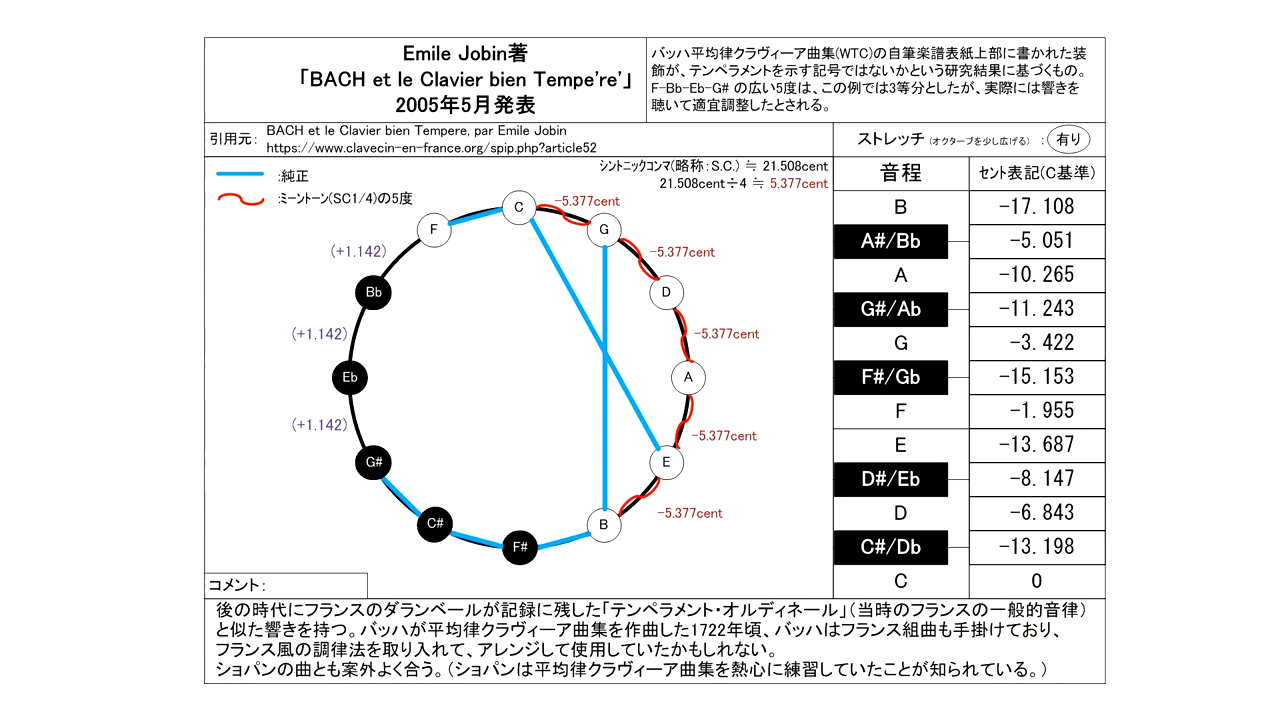 Emile Jobin著
「BACH et le Clavier bien Tempe're'」
2005年5月発表
バッハ平均律クラヴィーア曲集(WTC)の自筆楽譜表紙上部に書かれた装
飾が、テンペラメントを示す記号ではないかという研究結果に基づくもの。
F-Bb-Eb-G# の広い5度は、この例では3等分としたが、実際には響きを
聴いて適宜調整したとされる。
引用元:
BACH et le Clavier bien Tempere, par Emile Jobin
https://www.clavecin-en-france.org/spip.php?article52
ストレッチ (オクターブを少し広げる) : 有り
:純正
:ミーントーン(SC1/4)の5度
シントニックコンマ(略称:S.C.) ≒ 21.508cent
21.508cent÷4 ≒ 5.377cent
C
-5.377cent
G
-5.377cent
D
-5.377cent
A
-5.377cent
E
-5.377cent
B
F#
C#
G#
(+1.142)
Eb
(+1.142)
Bb
(+1.142)
F
音程 セント表記(C基準)
B -17.108
A#/Bb -5.051
A -10.265
G#/Ab -11.243
G -3.422
F#/Gb -15.153
F -1.955
E -13.687
D#/Eb -8.147
D -6.843
C#/Db -13.198
C 0
コメント:
後の時代にフランスのダランベールが記録に残した「テンペラメント・オルディネール」(当時のフランスの一般的音律)
と似た響きを持つ。バッハが平均律クラヴィーア曲集を作曲した1722年頃、バッハはフランス組曲も手掛けており、
フランス風の調律法を取り入れて、アレンジして使用していたかもしれない。
ショパンの曲とも案外よく合う。(ショパンは平均律クラヴィーア曲集を熱心に練習していたことが知られている。)